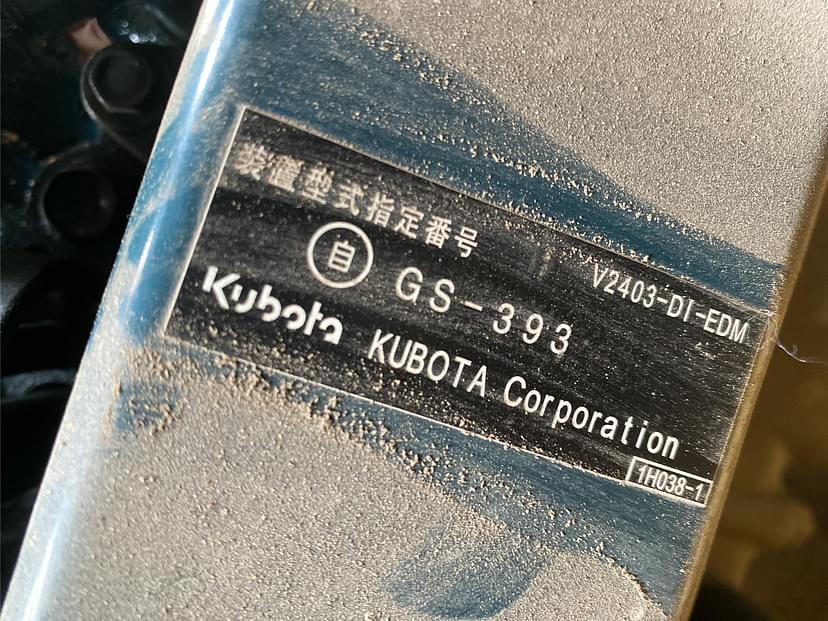 装置型式指定番号
V2403-DI-EDM
自 GS-393
Kubota KUBOTA Corporation
1H038-1